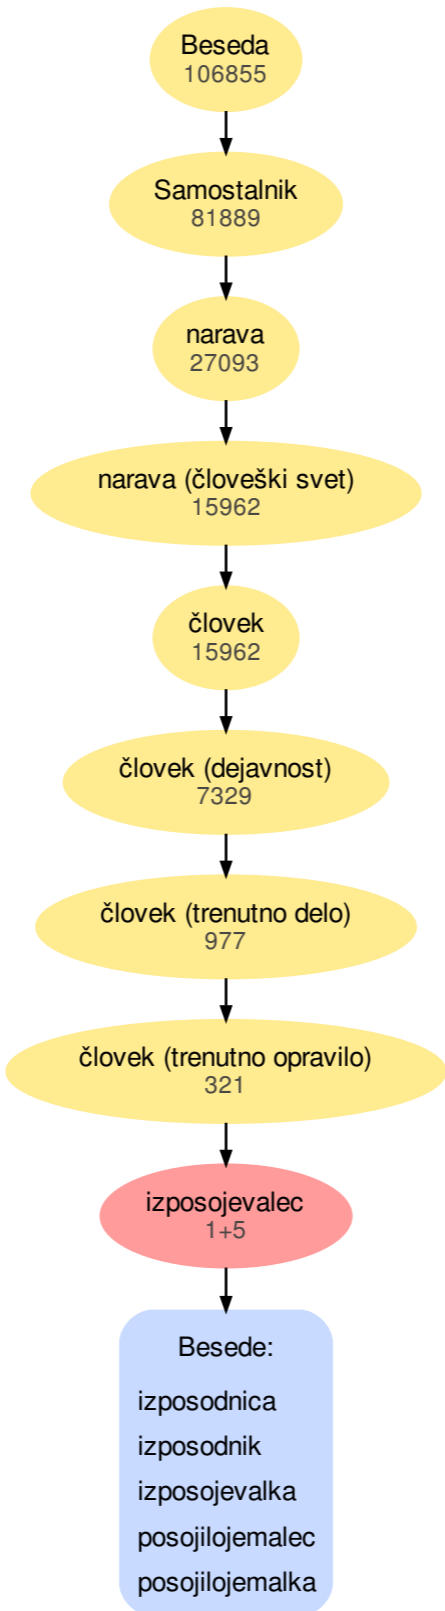 Beseda
106855
Samostalnik
81889
narava
27093
narava (človeški svet)
15962
človek
15962
človek (dejavnost)
7329
človek (trenutno delo)
977
človek (trenutno opravilo)
321
izposojevalec
1+5
Besede:
izposodnica
izposodnik
izposojevalka
posojilojemalec
posojilojemalka